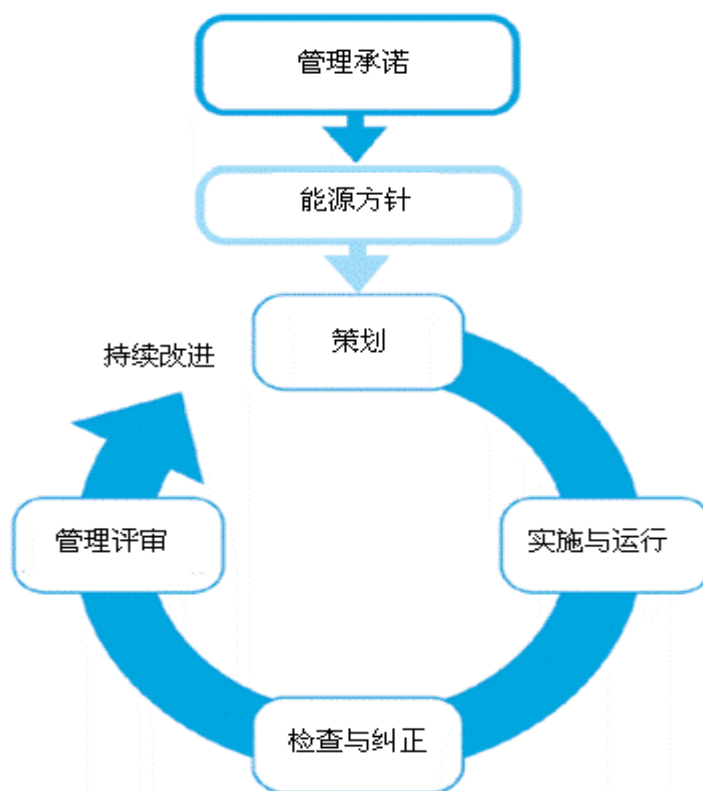 管理承诺
能源方针
策划
持续改进
管理评审
实施与运行
检查与纠正